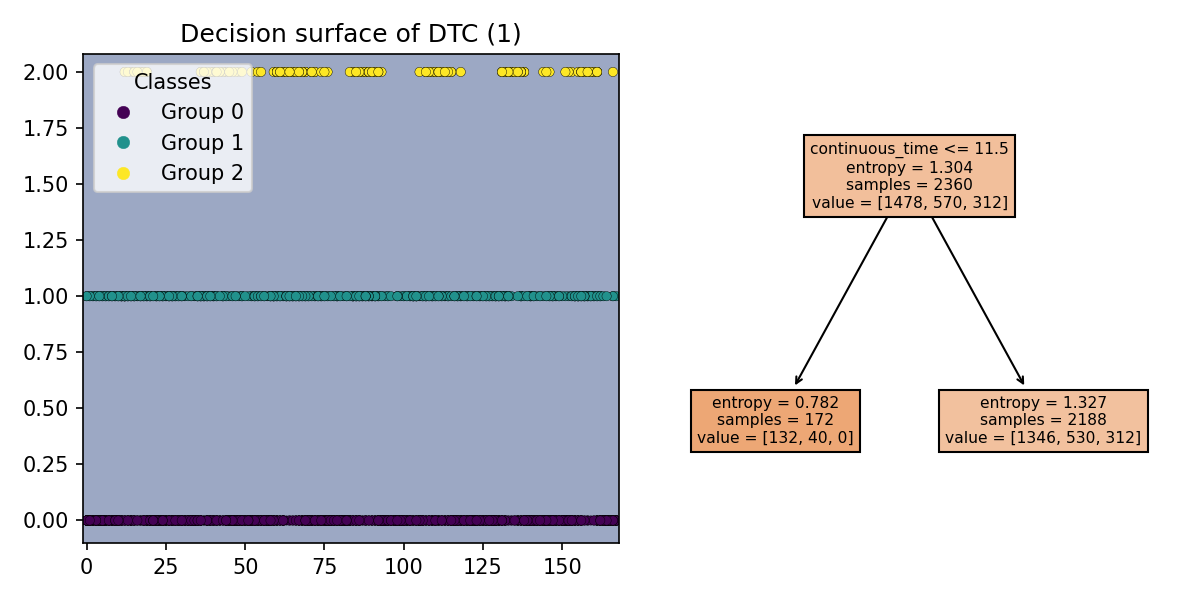 Decision surface of DTC (1)
2.00
1.75
1.50
1.25
1.00
0.75
0.50
0.25
0.00
0
25
50
75
100
125
150
Classes
Group 0
Group 1
Group 2
continuous_time <= 11.5
entropy = 1.304
samples = 2360
value = [1478, 570, 312]
entropy = 0.782
samples = 172
value = [132, 40, 0]
entropy = 1.327
samples = 2188
value = [1346, 530, 312]